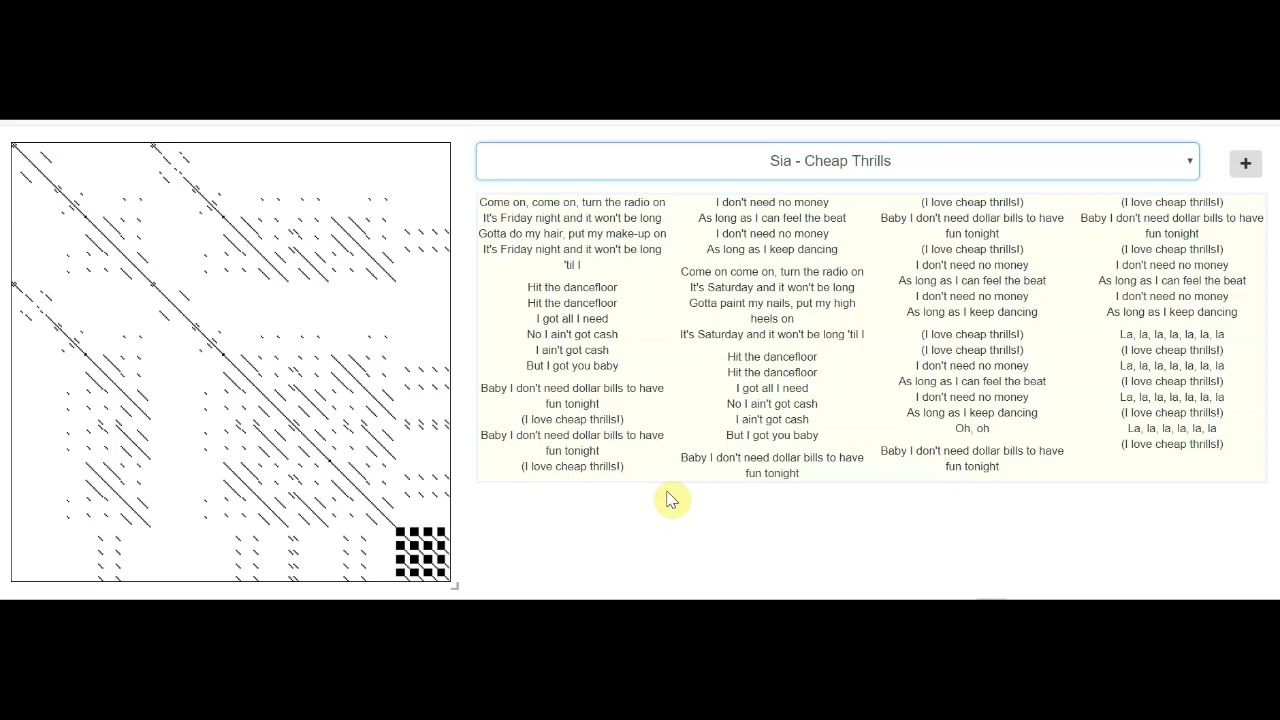 Sia - Cheap Thrills
+
Come on, come on, turn the radio on
It's Friday night and it won't be long
Gotta do my hair, put my make-up on
It's Friday night and it won't be long
'til I
Hit the dancefloor
Hit the dancefloor
I got all I need
No I ain't got cash
I ain't got cash
But I got you baby
Baby I don't need dollar bills to have
fun tonight
(I love cheap thrills!)
Baby I don't need dollar bills to have
fun tonight
(I love cheap thrills!)
I don't need no money
As long as I can feel the beat
I don't need no money
As long as I keep dancing
Come on come on, turn the radio on
It's Saturday and it won't be long
Gotta paint my nails, put my high
heels on
It's Saturday and it won't be long 'til I
Hit the dancefloor
Hit the dancefloor
I got all I need
No I ain't got cash
I ain't got cash
But I got you baby
Baby I don't need dollar bills to have
fun tonight
(I love cheap thrills!)
Baby I don't need dollar bills to have
fun tonight
(I love cheap thrills!)
I don't need no money
As long as I can feel the beat
I don't need no money
As long as I keep dancing
(I love cheap thrills!)
(I love cheap thrills!)
I don't need no money
As long as I can feel the beat
I don't need no money
As long as I keep dancing
Oh, oh
Baby I don't need dollar bills to have
fun tonight
(I love cheap thrills!)
Baby I don't need dollar bills to have
fun tonight
(I love cheap thrills!)
I don't need no money
As long as I can feel the beat
I don't need no money
As long as I keep dancing
La, la, la, la, la, la, la
(I love cheap thrills!)
La, la, la, la, la, la, la
(I love cheap thrills!)
La, la, la, la, la, la, la
(I love cheap thrills!)
La, la, la, la, la, la
(I love cheap thrills!)